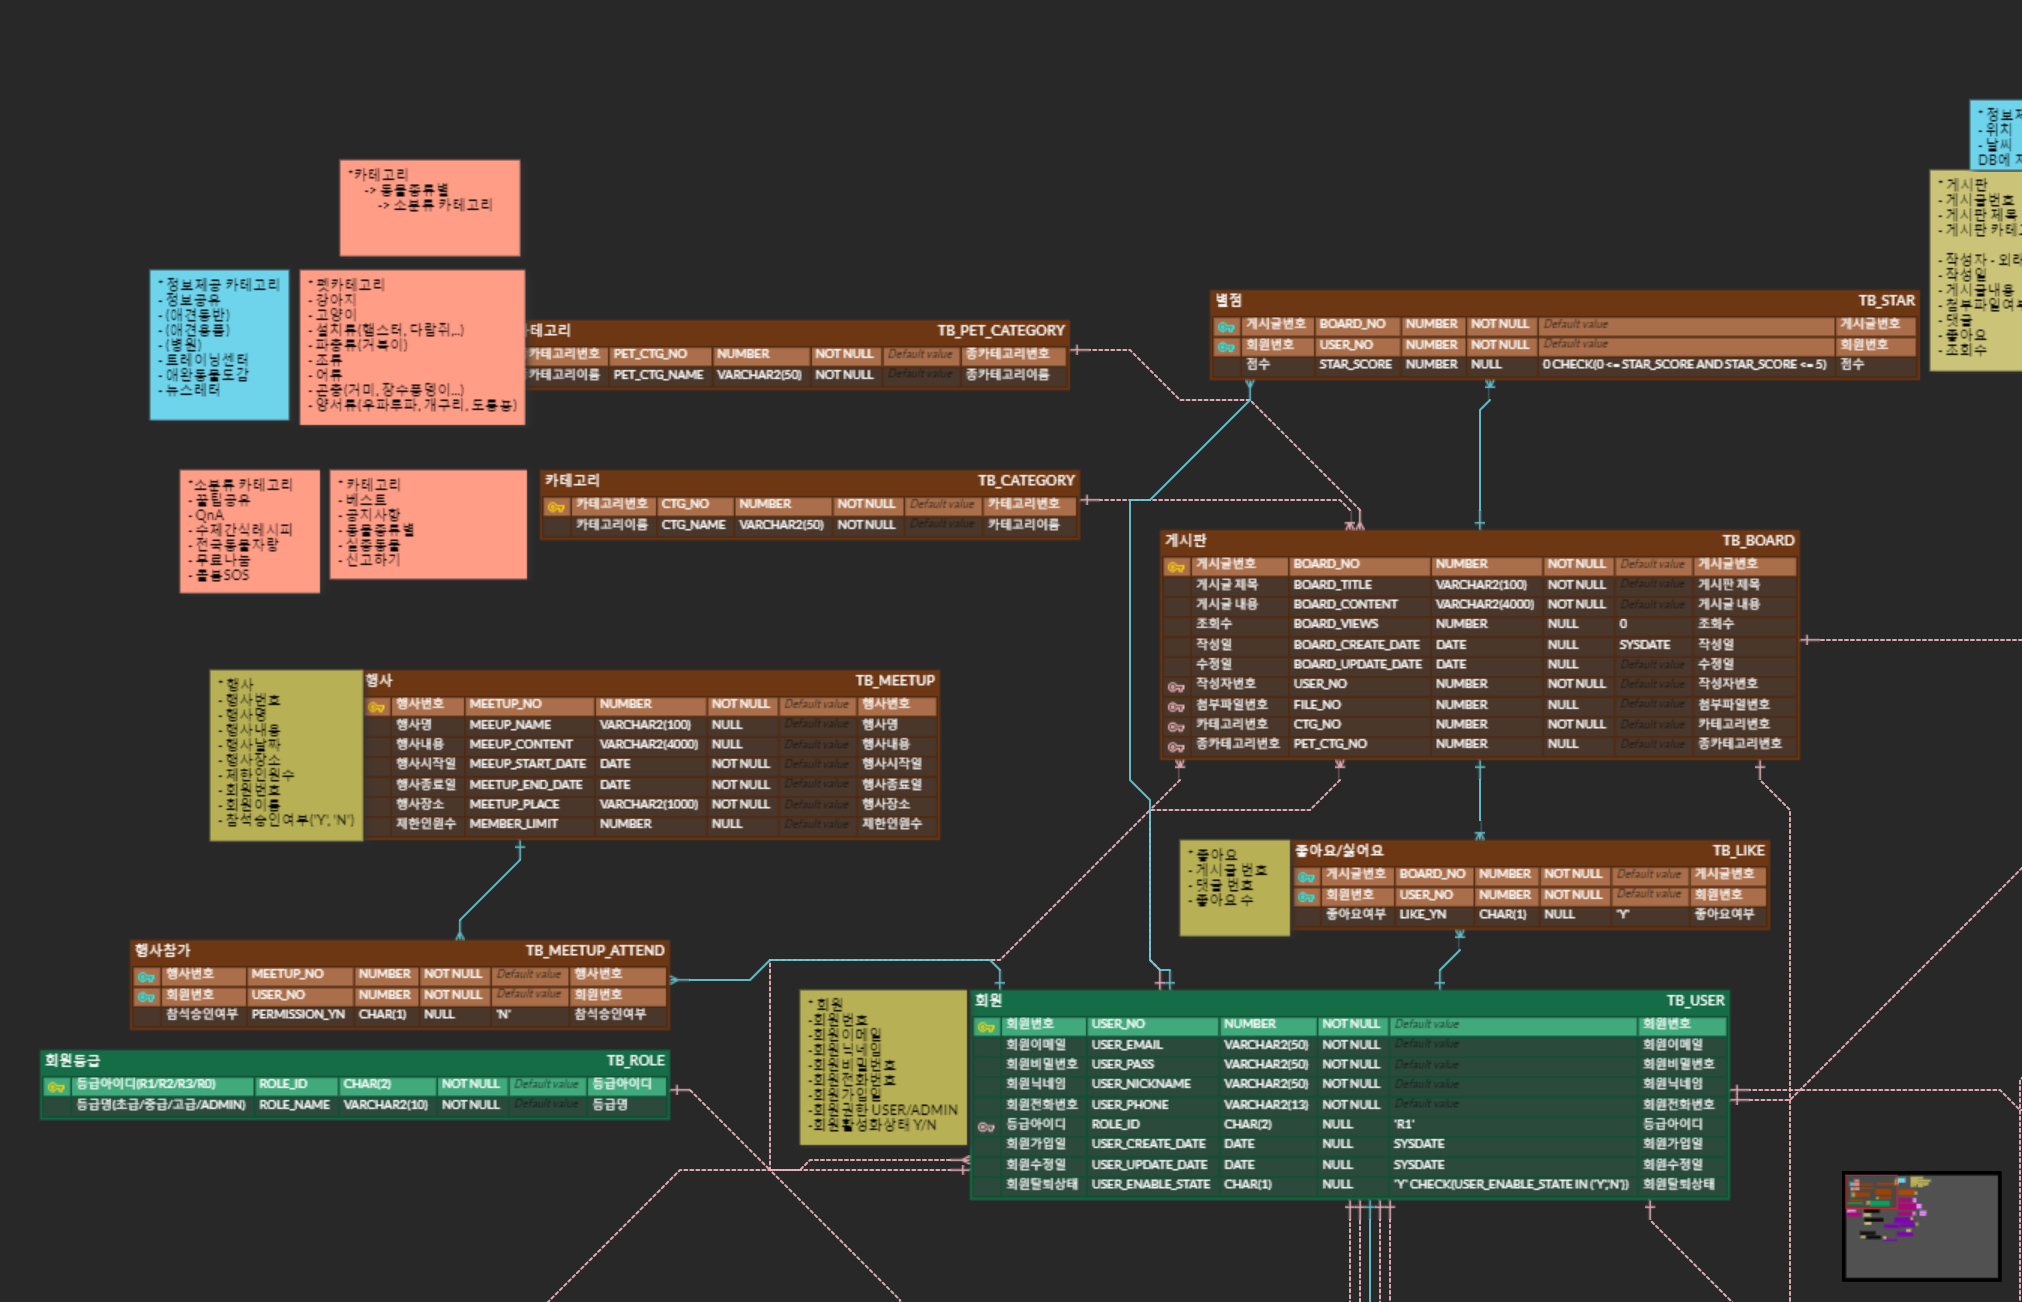 *카테고리
-> 동물종류별
-> 소분류 카테고리
* 정보제공 카테고리
- 정보공유
- (애견동반)
- (애견용품)
- (병원)
- 트레이닝센터
- 애완동물도감
- 뉴스레터
* 펫카테고리
- 강아지
- 고양이
- 설치류(햄스터, 다람쥐,..)
- 파충류(거북이)
- 조류
- 어류
- 곤충(거미, 장수풍뎅이...)
- 양서류(우파루파, 개구리, 도롱뇽)
테고리 TB_PET_CATEGORY
카테고리번호 PET_CTG_NO NUMBER NOT NULL Default value 종카테고리번호
카테고리이름 PET_CTG_NAME VARCHAR2(50) NOT NULL Default value 종카테고리이름
*소분류 카테고리
- 꿀팁공유
- QnA
- 수제간식레시피
- 전국동물자랑
- 무료나눔
- 돌봄SOS
* 카테고리
- 베스트
- 공지사항
- 동물종류별
- 실종동물
- 신고하기
카테고리 TB_CATEGORY
카테고리번호 CTG_NO NUMBER NOT NULL Default value 카테고리번호
카테고리이름 CTG_NAME VARCHAR2(50) NOT NULL Default value 카테고리이름
별점 TB_STAR
게시글번호 BOARD_NO NUMBER NOT NULL Default value 게시글번호
회원번호 USER_NO NUMBER NOT NULL Default value 회원번호
점수 STAR_SCORE NUMBER NULL 0 CHECK(0 <= STAR_SCORE AND STAR_SCORE <= 5) 점수
* 정보제
- 위치
- 날씨
DB에 저
* 게시판
- 게시글번호
- 게시판 제목
- 게시판 카테고
- 작성자 - 외래
- 작성일
- 게시글내용
- 첨부파일여부
- 댓글
- 좋아요
- 조회수
게시판 TB_BOARD
게시글번호 BOARD_NO NUMBER NOT NULL Default value 게시글번호
게시글 제목 BOARD_TITLE VARCHAR2(100) NOT NULL Default value 게시판 제목
게시글 내용 BOARD_CONTENT VARCHAR2(4000) NOT NULL Default value 게시글 내용
조회수 BOARD_VIEWS NUMBER NULL 0 조회수
작성일 BOARD_CREATE_DATE DATE NULL SYSDATE 작성일
수정일 BOARD_UPDATE_DATE DATE NULL Default value 수정일
작성자번호 USER_NO NUMBER NOT NULL Default value 작성자번호
첨부파일번호 FILE_NO NUMBER NULL Default value 첨부파일번호
카테고리번호 CTG_NO NUMBER NOT NULL Default value 카테고리번호
종카테고리번호 PET_CTG_NO NUMBER NULL Default value 종카테고리번호
* 행사
- 행사번호
- 행사명
- 행사내용
- 행사날짜
- 행사장소
- 제한인원수
- 회원번호
- 회원이름
- 참석승인여부('Y', 'N')
행사 TB_MEETUP
행사번호 MEETUP_NO NUMBER NOT NULL Default value 행사번호
행사명 MEEUP_NAME VARCHAR2(100) NULL Default value 행사명
행사내용 MEEUP_CONTENT VARCHAR2(4000) NULL Default value 행사내용
행사시작일 MEEUP_START_DATE DATE NOT NULL Default value 행사시작일
행사종료일 MEETUP_END_DATE DATE NOT NULL Default value 행사종료일
행사장소 MEETUP_PLACE VARCHAR2(1000) NOT NULL Default value 행사장소
제한인원수 MEMBER_LIMIT NUMBER NULL Default value 제한인원수
* 좋아요
- 게시글 번호
- 댓글 번호
- 좋아요 수
좋아요/싫어요 TB_LIKE
게시글번호 BOARD_NO NUMBER NOT NULL Default value 게시글번호
회원번호 USER_NO NUMBER NOT NULL Default value 회원번호
좋아요여부 LIKE_YN CHAR(1) NULL 'Y' 좋아요여부
행사참가 TB_MEETUP_ATTEND
행사번호 MEETUP_NO NUMBER NOT NULL Default value 행사번호
회원번호 USER_NO NUMBER NOT NULL Default value 회원번호
참석승인여부 PERMISSION_YN CHAR(1) NULL 'N' 참석승인여부
회원등급 TB_ROLE
등급아이디(R1/R2/R3/R0) ROLE_ID CHAR(2) NOT NULL Default value 등급아이디
등급명(초급/중급/고급/ADMIN) ROLE_NAME VARCHAR2(10) NOT NULL Default value 등급명
* 회원
-회원번호
-회원이메일
-회원닉네임
-회원비밀번호
-회원전화번호
-회원가입일
-회원권한 USER/ADMIN
-회원활성화상태 Y/N
회원 TB_USER
회원번호 USER_NO NUMBER NOT NULL Default value 회원번호
회원이메일 USER_EMAIL VARCHAR2(50) NOT NULL Default value 회원이메일
회원비밀번호 USER_PASS VARCHAR2(50) NOT NULL Default value 회원비밀번호
회원닉네임 USER_NICKNAME VARCHAR2(50) NOT NULL Default value 회원닉네임
회원전화번호 USER_PHONE VARCHAR2(13) NOT NULL Default value 회원전화번호
등급아이디 ROLE_ID CHAR(2) NULL 'R1' 등급아이디
회원가입일 USER_CREATE_DATE DATE NULL SYSDATE 회원가입일
회원수정일 USER_UPDATE_DATE DATE NULL SYSDATE 회원수정일
회원탈퇴상태 USER_ENABLE_STATE CHAR(1) NULL 'Y' CHECK(USER_ENABLE_STATE IN ('Y','N')) 회원탈퇴상태